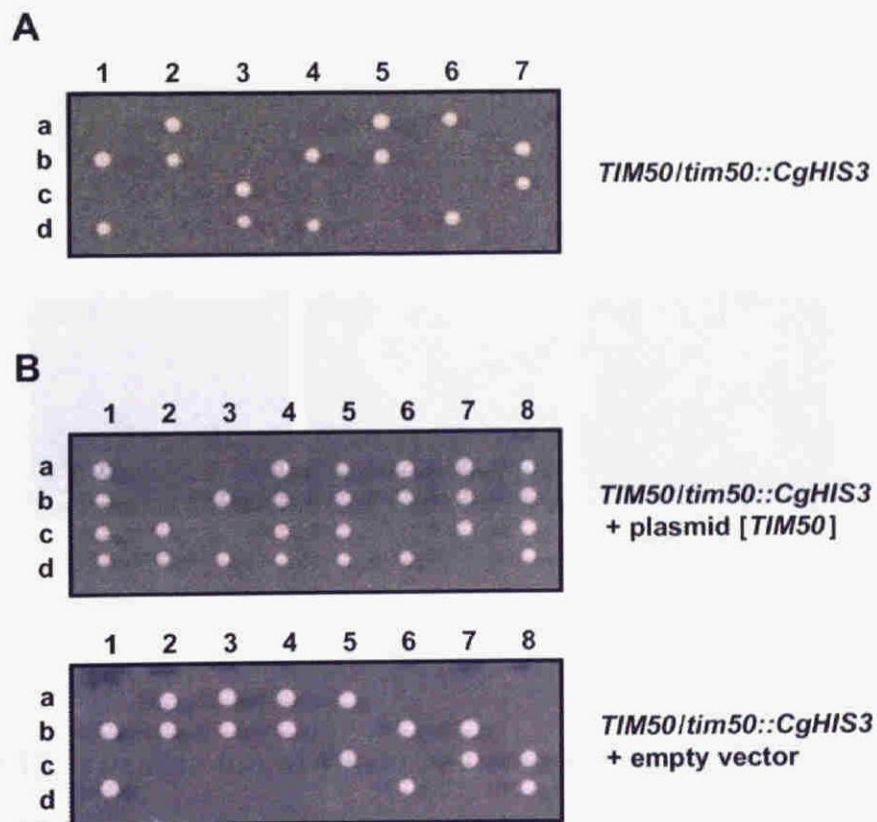 A
1 2 3 4 5 6 7
a
b
c
d
TIM50/tim50::CgHIS3
B
1 2 3 4 5 6 7 8
a
b
c
d
TIM50/tim50::CgHIS3
+ plasmid [TIM50]
1 2 3 4 5 6 7 8
a
b
c
d
TIM50/tim50::CgHIS3
+ empty vector